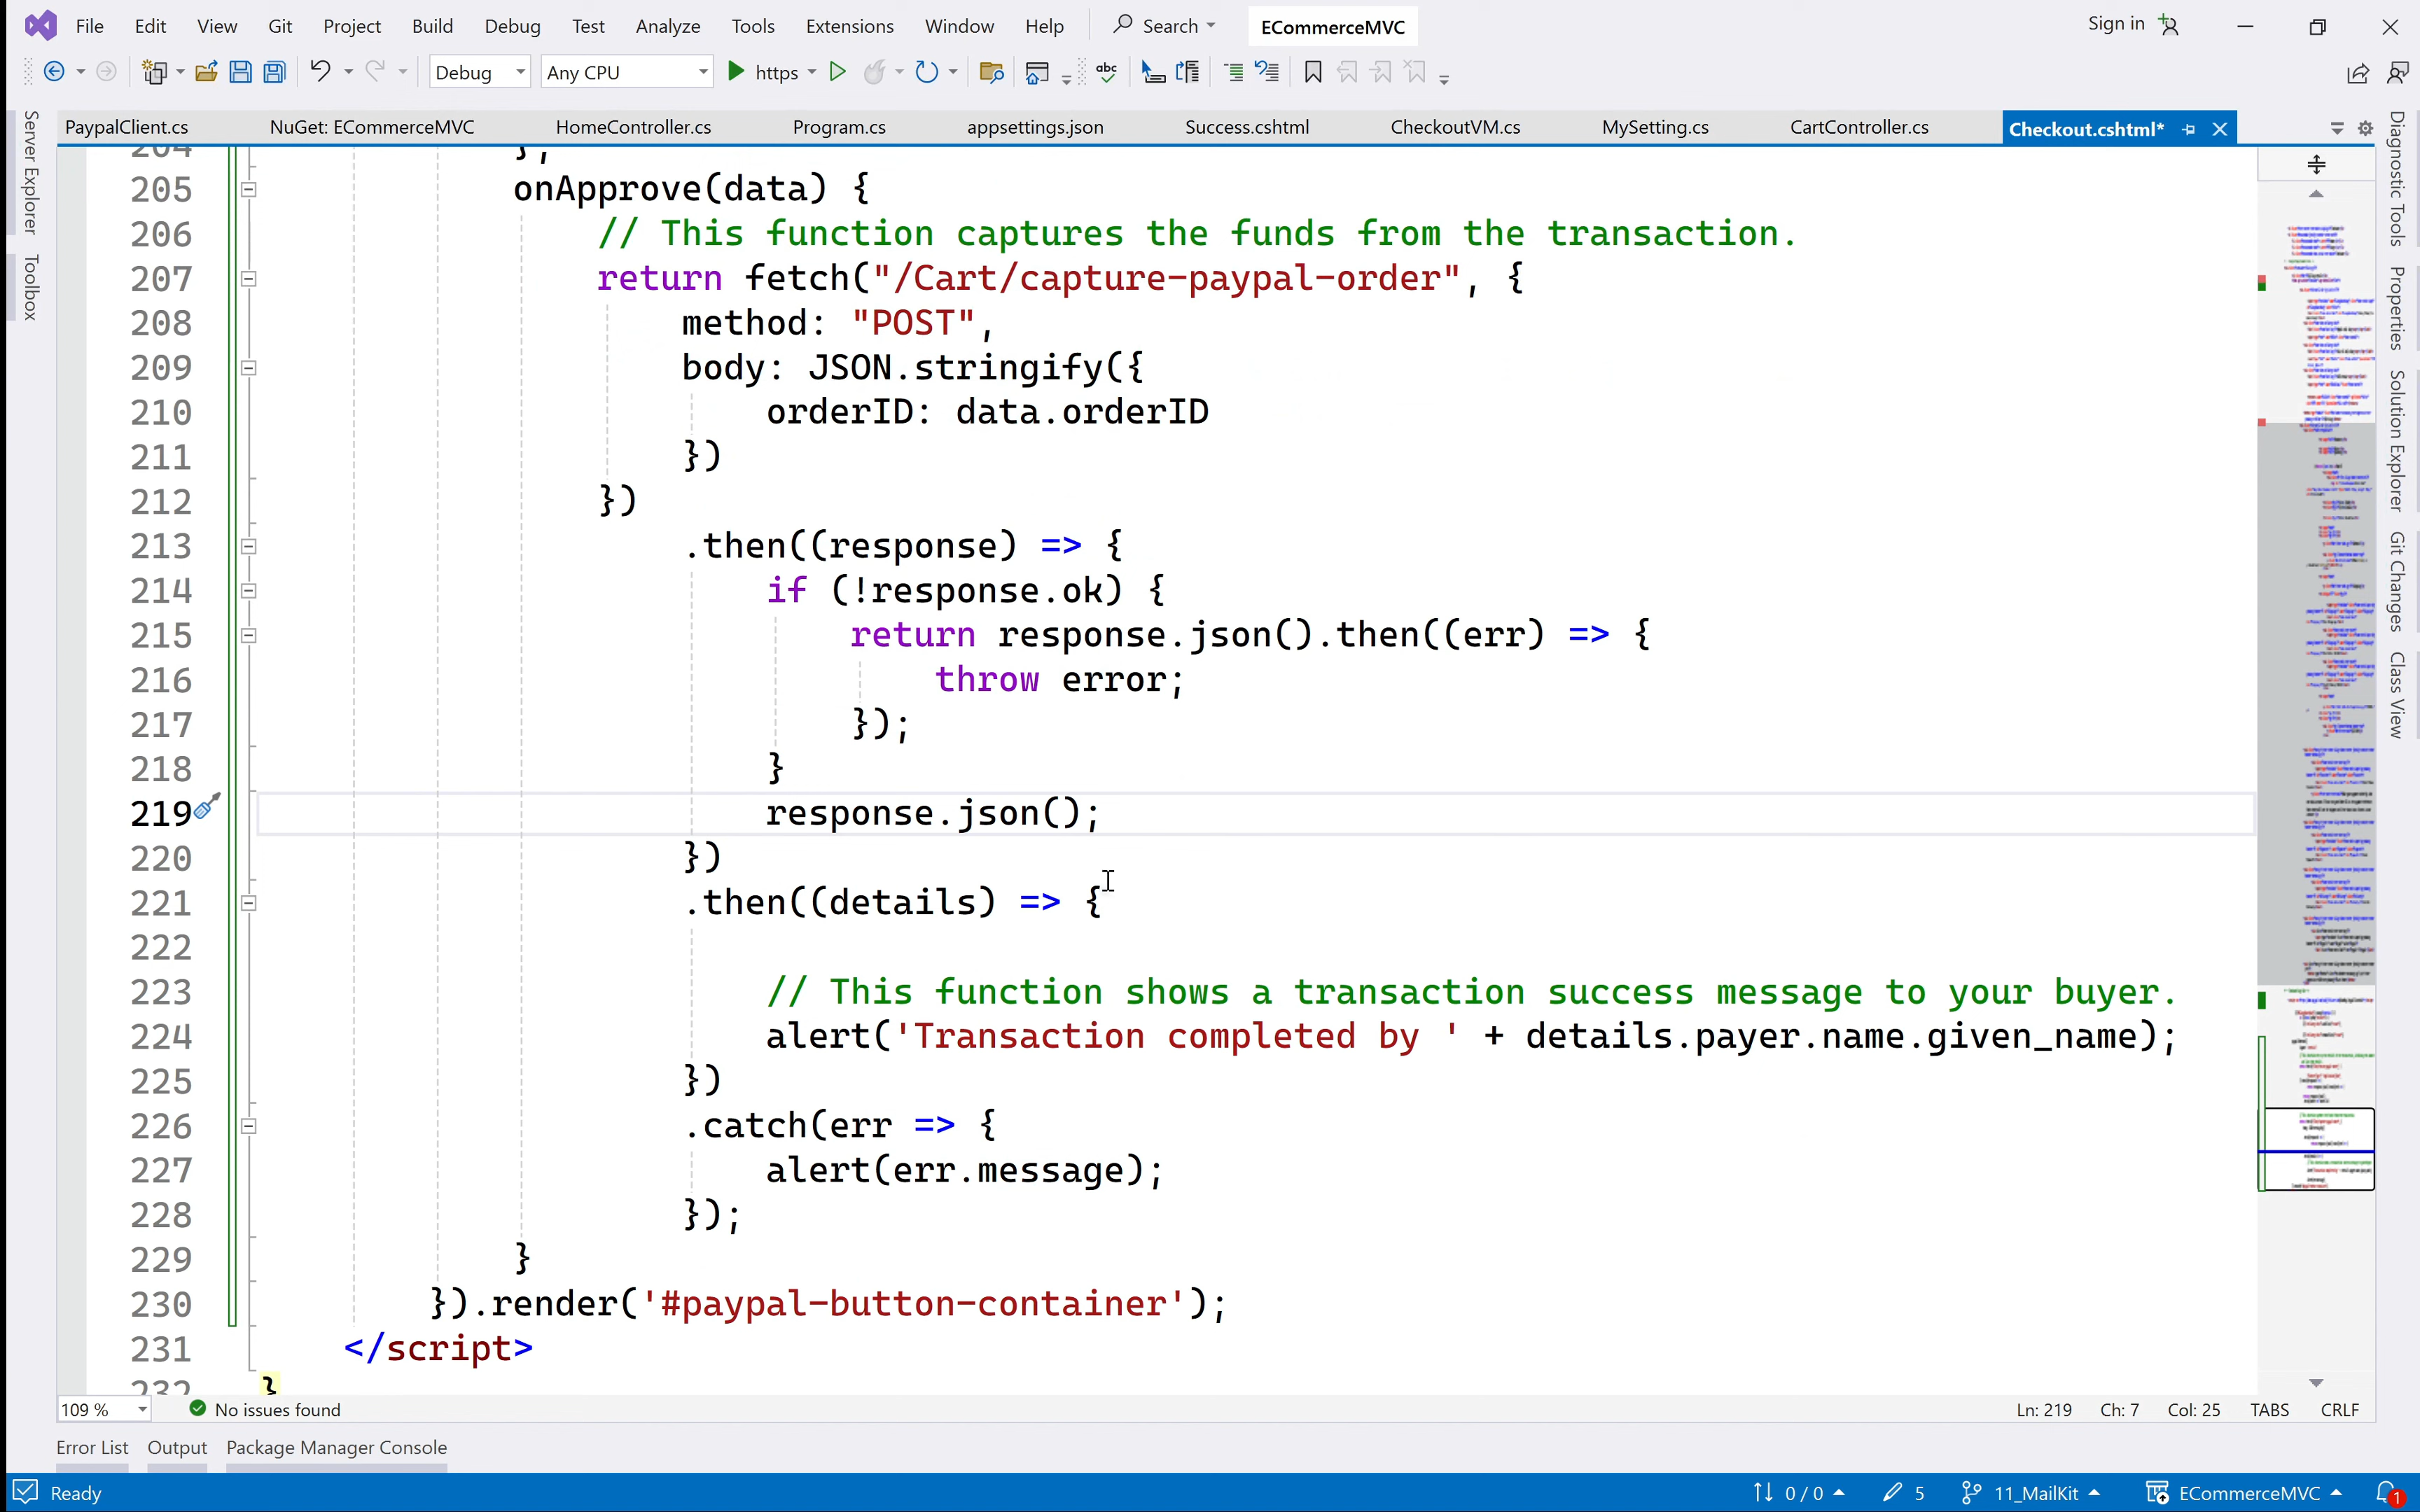 File Edit View Git Project Build Debug Test Analyze Tools Extensions Window Help Search ECommerceMVC Sign in
Debug Any CPU https abc
PaypalClient.cs NuGet: ECommerceMVC HomeController.cs Program.cs appsettings.json Success.cshtml CheckoutVM.cs MySetting.cs CartController.cs Checkout.cshtml*
Server Explorer
Toolbox
204 },
205 onApprove(data) {
206 // This function captures the funds from the transaction.
207 return fetch("/Cart/capture-paypal-order", {
208 method: "POST",
209 body: JSON.stringify({
210 orderID: data.orderID
211 })
212 })
213 .then((response) => {
214 if (!response.ok) {
215 return response.json().then((err) => {
216 throw error;
217 });
218 }
219 response.json();
220 })
221 .then((details) => {
222
223 // This function shows a transaction success message to your buyer.
224 alert('Transaction completed by ' + details.payer.name.given_name);
225 })
226 .catch(err => {
227 alert(err.message);
228 });
229 }
230 }).render('#paypal-button-container');
231 </script>
232 }
Diagnostic Tools
Properties
Solution Explorer
Git Changes
Class View
109 % No issues found Ln: 219 Ch: 7 Col: 25 TABS CRLF
Error List Output Package Manager Console
Ready 0 / 0 5 11_MailKit ECommerceMVC 1